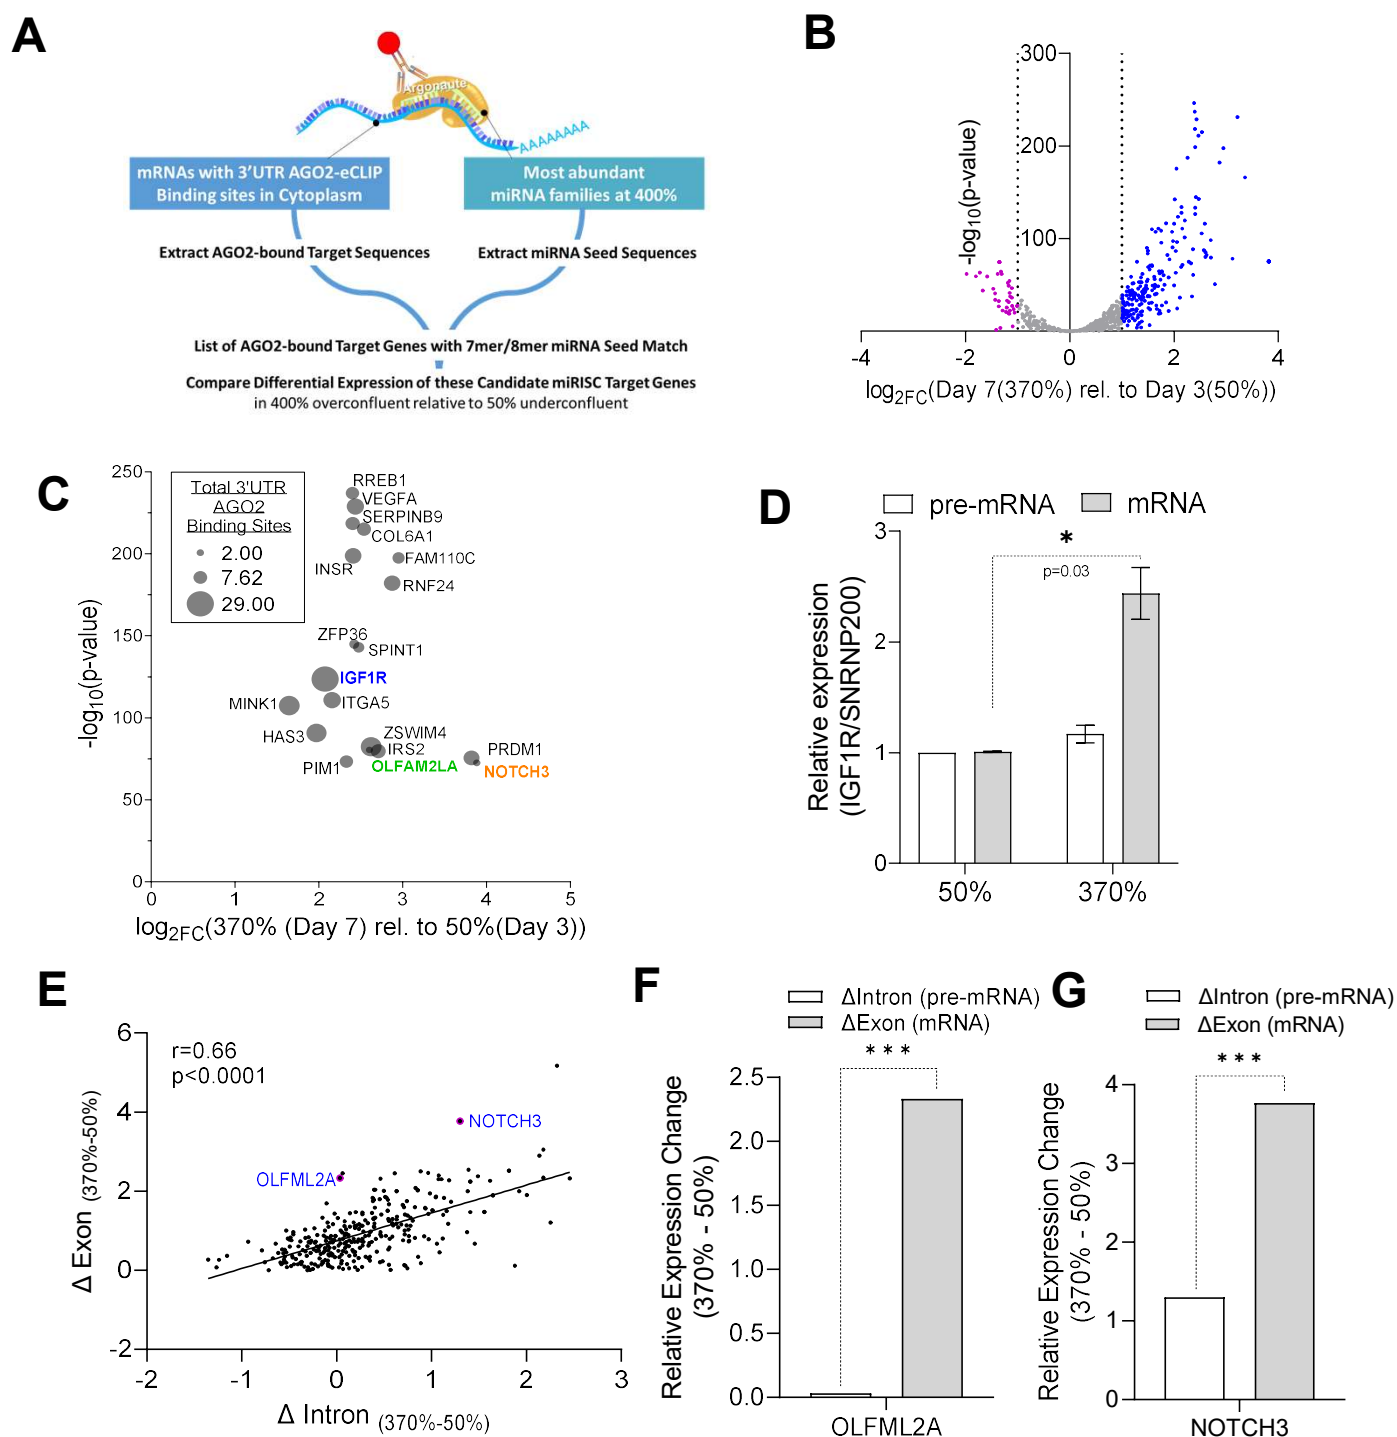 A
Argonaute
AAAAAAAA
mRNAs with 3'UTR AGO2-eCLIP
Binding sites in Cytoplasm
Most abundant
miRNA families at 400%
Extract AGO2-bound Target Sequences
Extract miRNA Seed Sequences
List of AGO2-bound Target Genes with 7mer/8mer miRNA Seed Match
Compare Differential Expression of these Candidate miRISC Target Genes
in 400% overconfluent relative to 50% underconfluent
B
300
200
100
-log10(p-value)
-4
-2
0
2
4
log2FC(Day 7(370%) rel. to Day 3(50%))
C
250
200
150
100
50
0
-log10(p-value)
Total 3'UTR
AGO2
Binding Sites
2.00
7.62
29.00
RREB1
VEGFA
SERPINB9
COL6A1
INSR
FAM110C
RNF24
ZFP36
SPINT1
IGF1R
MINK1
ITGA5
HAS3
ZSWIM4
IRS2
PRDM1
PIM1
OLFAM2LA
NOTCH3
0
1
2
3
4
5
log2FC(370% (Day 7) rel. to 50%(Day 3))
D
pre-mRNA
mRNA
3
2
1
0
*
p=0.03
Relative expression
(IGF1R/SNRNP200)
50%
370%
E
6
4
2
0
-2
r=0.66
p<0.0001
NOTCH3
OLFML2A
Δ Exon (370%-50%)
-2
-1
0
1
2
3
Δ Intron (370%-50%)
F
ΔIntron (pre-mRNA)
ΔExon (mRNA)
***
2.5
2.0
1.5
1.0
0.5
0.0
Relative Expression Change
(370% - 50%)
OLFML2A
G
ΔIntron (pre-mRNA)
ΔExon (mRNA)
***
4
3
2
1
0
Relative Expression Change
(370% - 50%)
NOTCH3